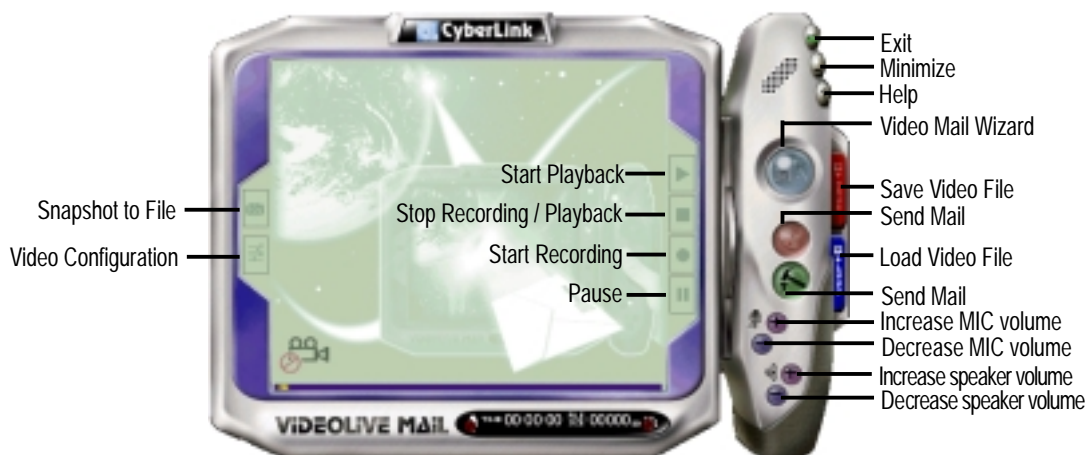 CyberLink
Exit
Minimize
Help
Video Mail Wizard
Start Playback
Save Video File
Snapshot to File
Stop Recording / Playback
Send Mail
Video Configuration
Start Recording
Load Video File
Pause
Send Mail
Increase MIC volume
Decrease MIC volume
Increase speaker volume
Decrease speaker volume
VIDEOLIVE MAIL 00:00:00 00000